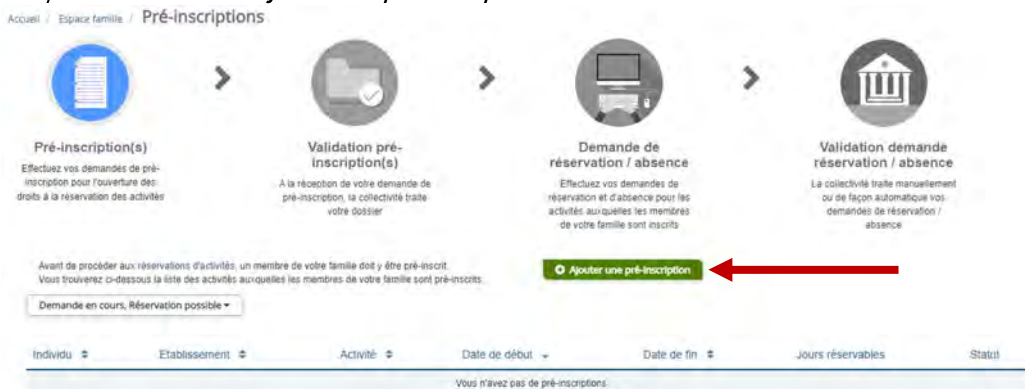 Accueil / Espace famille / Pré-inscriptions
Pré-inscription(s)
Effectuez vos demandes de pré-
inscription pour l'ouverture des
droits à la réservation des activités
Validation pré-
inscription(s)
A la réception de votre demande de
pré-inscription, la collectivité traite
votre dossier
Demande de
réservation / absence
Effectuez vos demandes de
réservation et d'absence pour les
activités auxquelles les membres
de votre famille sont inscrits
Validation demande
réservation / absence
La collectivité traite manuellement
ou de façon automatique vos
demandes de réservation /
absence
Avant de procéder aux réservations d'activités, un membre de votre famille doit y être pré-inscrit.
Vous trouverez ci-dessous la liste des activités auxquelles les membres de votre famille sont pré-inscrits.
Ajouter une pré-inscription
Demande en cours, Réservation possible
Individu Etablissement Activité Date de début Date de fin Jours réservables Statut
Vous n'avez pas de pré-inscriptions